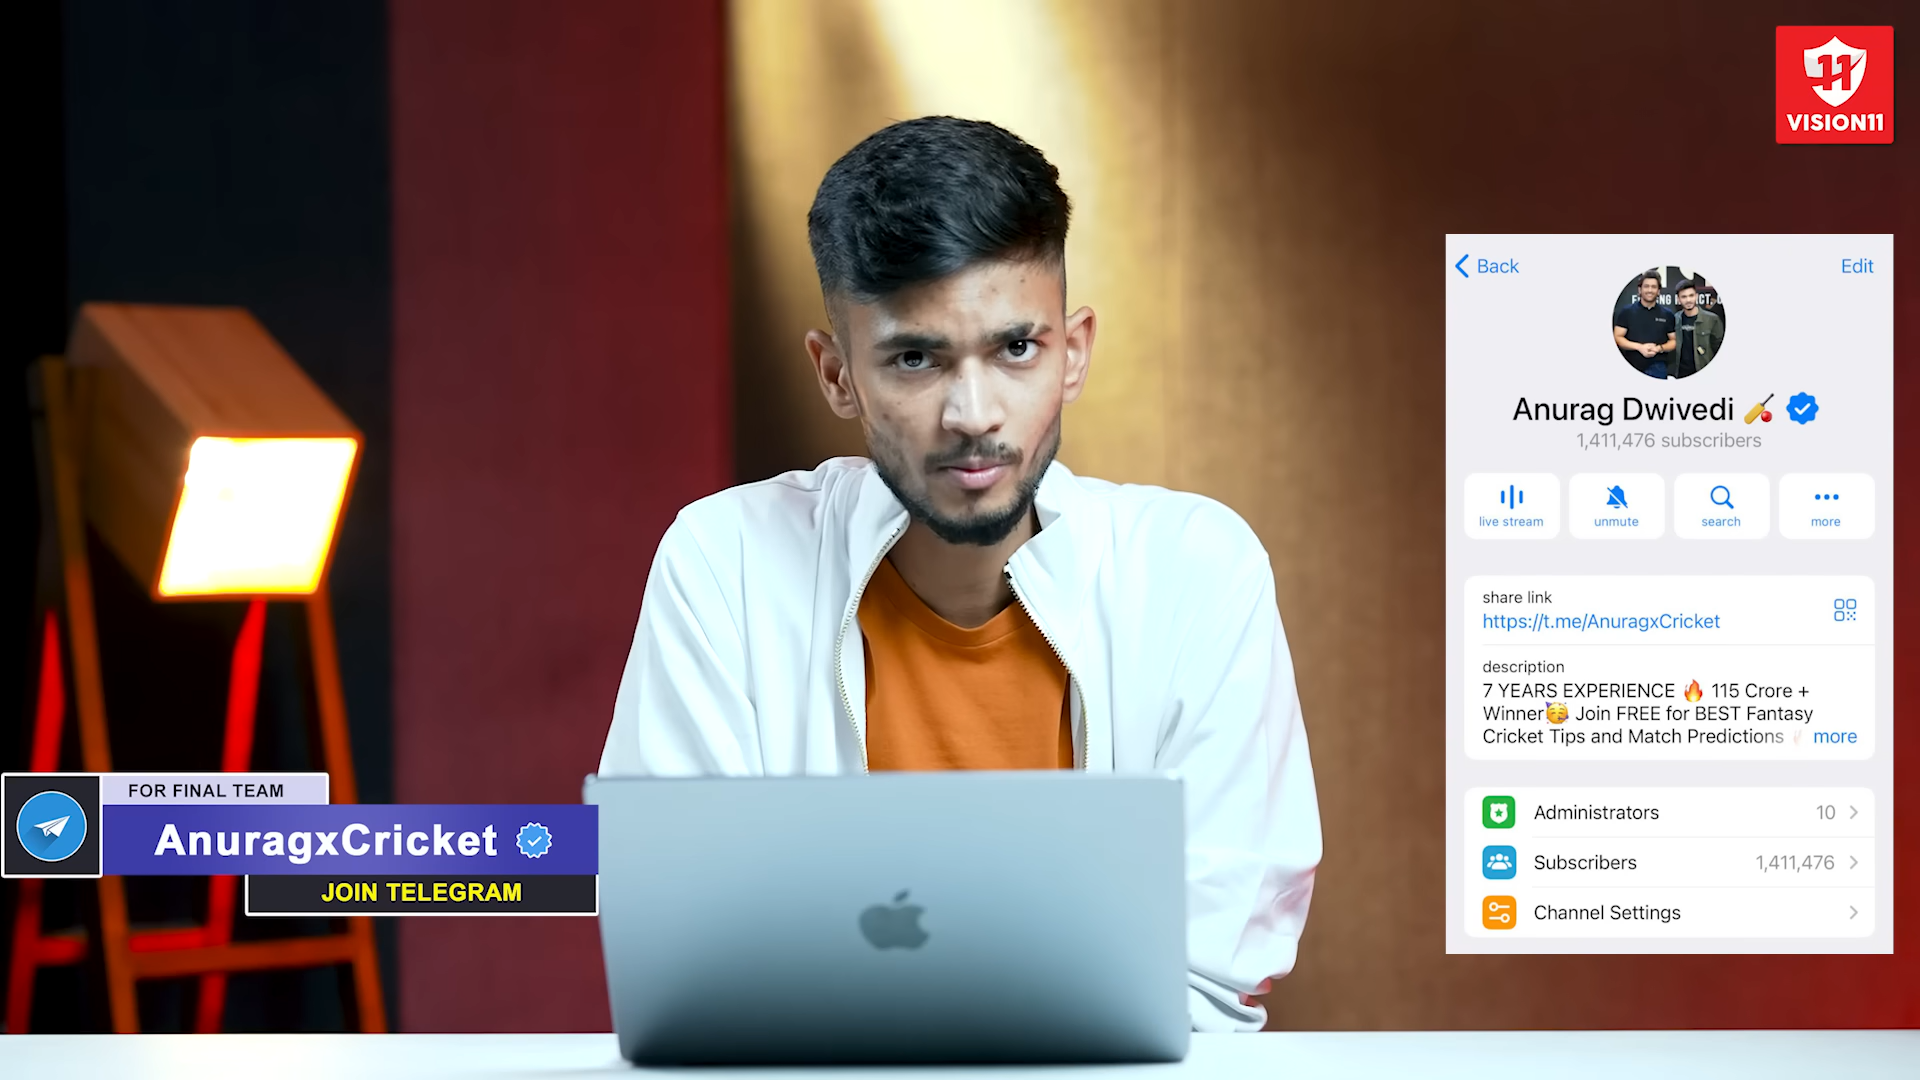 11
VISION11
Back
Edit
Anurag Dwivedi
1,411,476 subscribers
live stream
unmute
search
more
share link
https://t.me/AnuragxCricket
description
7 YEARS EXPERIENCE 🔥 115 Crore +
Winner🥳 Join FREE for BEST Fantasy
Cricket Tips and Match Predictions more
Administrators 10
Subscribers 1,411,476
Channel Settings
FOR FINAL TEAM
AnuragxCricket
JOIN TELEGRAM